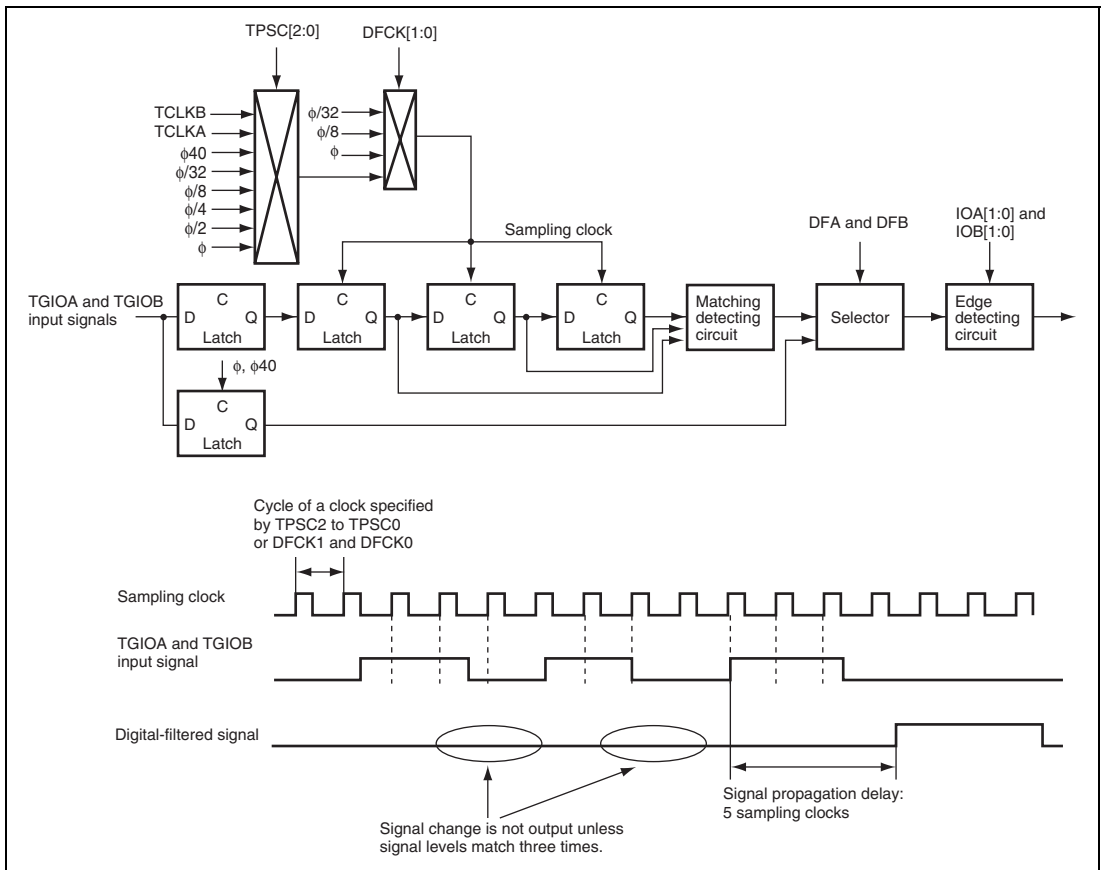 TPSC[2:0]
DFCK[1:0]
TCLKB
TCLKA
ϕ40
ϕ/32
ϕ/8
ϕ/4
ϕ/2
ϕ
ϕ/32
ϕ/8
ϕ
Sampling clock
DFA and DFB
IOA[1:0] and
IOB[1:0]
TGIOA and TGIOB
input signals
C
D Q
Latch
C
D Q
Latch
C
D Q
Latch
C
D Q
Latch
Matching
detecting
circuit
Selector
Edge
detecting
circuit
ϕ, ϕ40
C
D Q
Latch
Cycle of a clock specified
by TPSC2 to TPSC0
or DFCK1 and DFCK0
Sampling clock
TGIOA and TGIOB
input signal
Digital-filtered signal
Signal propagation delay:
5 sampling clocks
Signal change is not output unless
signal levels match three times.